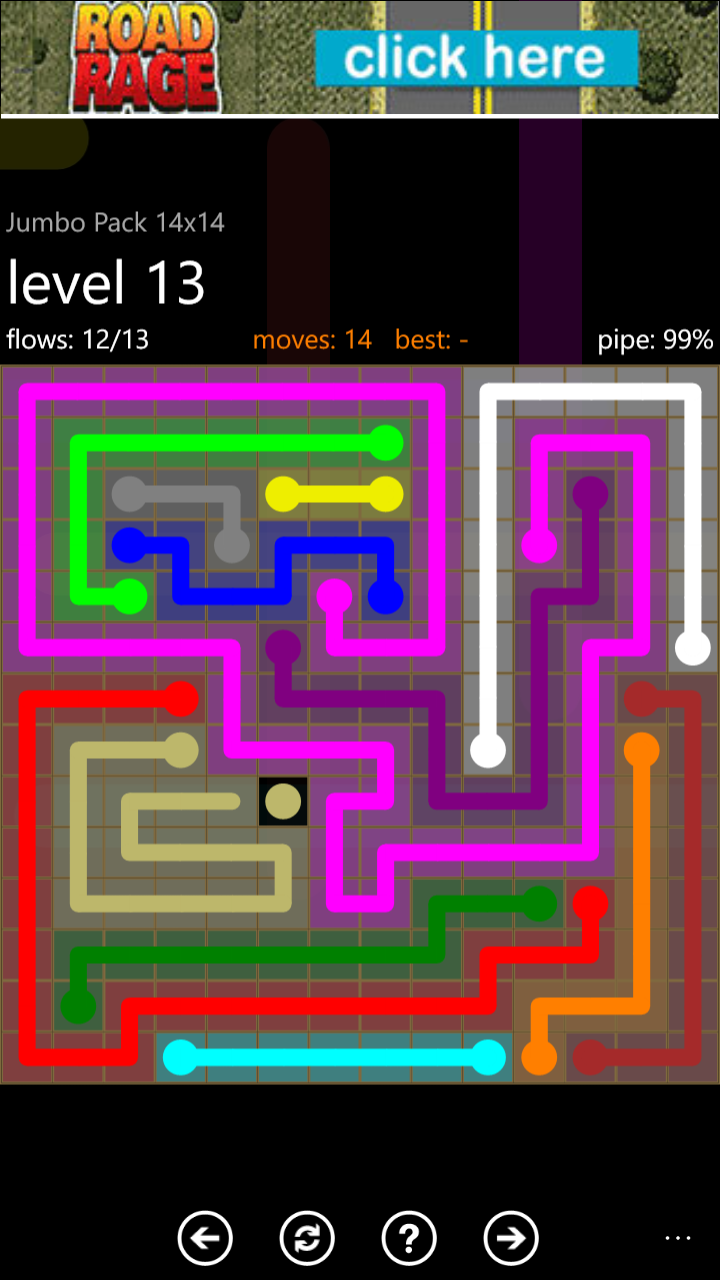 ROAD
RAGE
click here
Jumbo Pack 14x14
level 13
flows: 12/13 moves: 14 best: - pipe: 99%
?
...